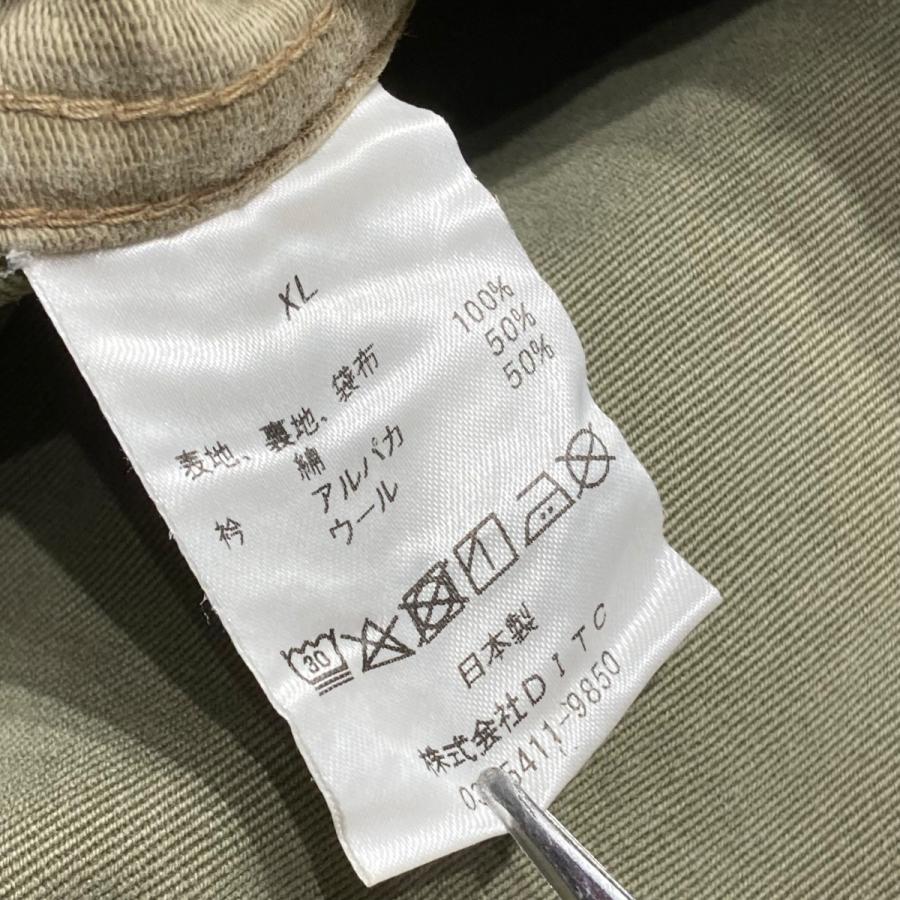 XL
表地、裏地、袋布
綿 100%
衿 アルパカ 50%
ウール 50%
30
日本製
株式会社DITC
5411-9850